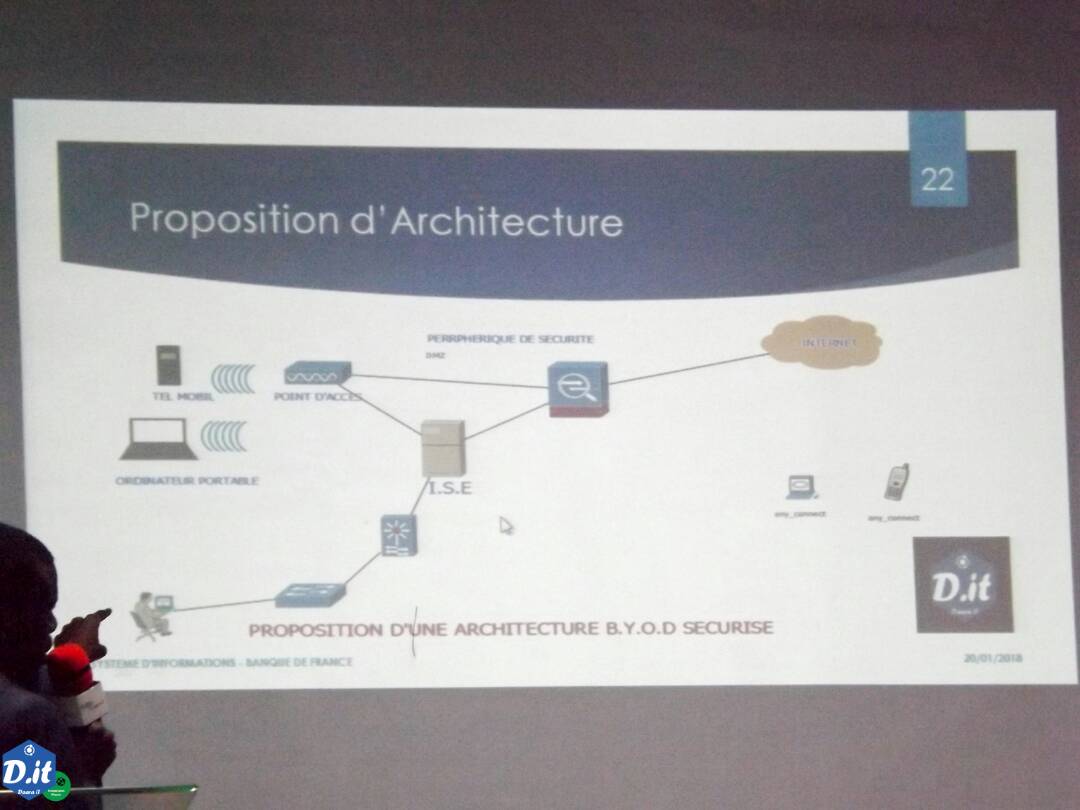 22
Proposition d'Architecture
PERRPHERIQUE DE SECURITE
DMZ
INTERNET
TEL MOBIL
POINT D'ACCES
ORDINATEUR PORTABLE
I.S.E
any_connect
any_connect
D.it
Daara it
PROPOSITION D'UNE ARCHITECTURE B.Y.O.D SECURISE
YSTEME D'INFORMATIONS - BANQUE DE FRANCE
20/01/2018
D.it
Daara it